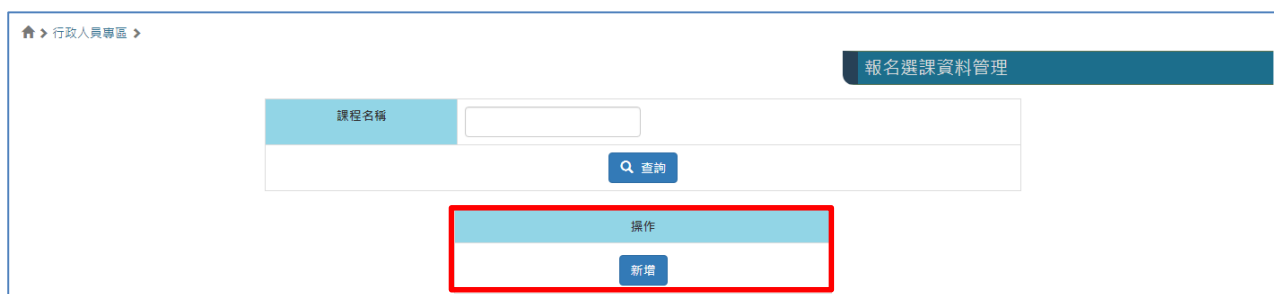 行政人員專區
報名選課資料管理
課程名稱
查詢
操作
新增